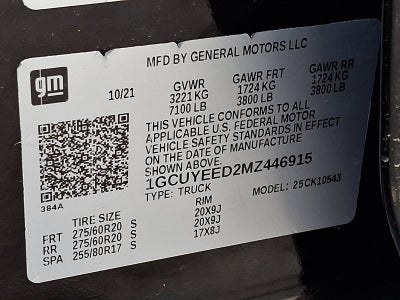 gm
MFD BY GENERAL MOTORS LLC
10/21
GVWR GAWR FRT GAWR RR
3221 KG 1724 KG 1724 KG
7100 LB 3800 LB 3800 LB
THIS VEHICLE CONFORMS TO ALL
APPLICABLE U.S. FEDERAL MOTOR
VEHICLE SAFETY STANDARDS IN EFFECT
ON THE DATE OF MANUFACTURE
SHOWN ABOVE.
1GCUYEED2MZ446915
TYPE: TRUCK MODEL: 25CK10543
3B4A
TIRE SIZE RIM
FRT 275/60R20 S 20X9J
RR 275/60R20 S 20X9J
SPA 255/80R17 S 17X8J